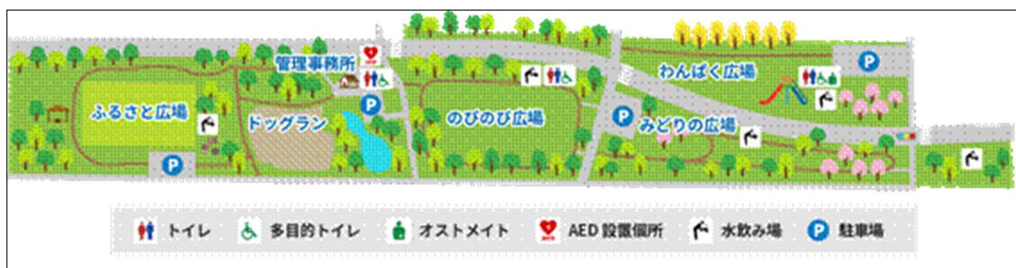 管理事務所
わんぱく広場
ふるさと広場
ドッグラン
のびのび広場
みどりの広場
P
P
P
P
トイレ
多目的トイレ
オストメイト
AED 設置個所
水飲み場
P 駐車場